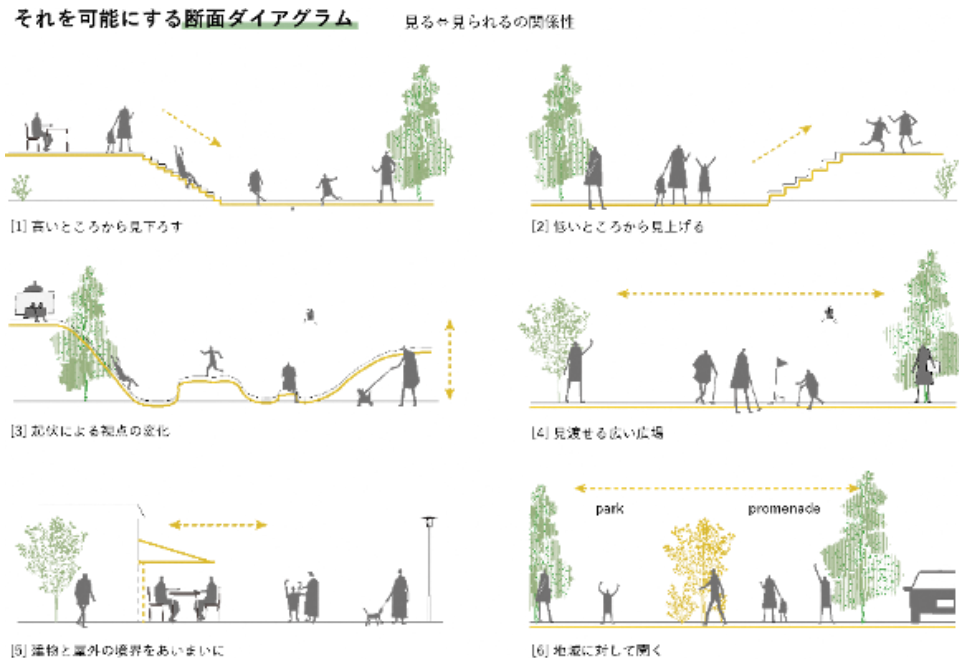 それを可能にする断面ダイアグラム
見る⇔見られるの関係性
[1] 高いところから見下ろす
[2] 低いところから見上げる
[3] 起伏による視点の変化
[4] 見渡せる広い広場
park
promenade
[5] 建物と屋外の境界をあいまいに
[6] 地域に対して開く